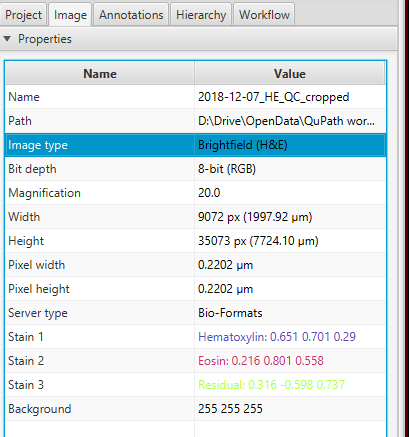 Project Image Annotations Hierarchy Workflow
Properties
Name Value
Name 2018-12-07_HE_QC_cropped
Path D:\Drive\OpenData\QuPath wor...
Image type Brightfield (H&E)
Bit depth 8-bit (RGB)
Magnification 20.0
Width 9072 px (1997.92 µm)
Height 35073 px (7724.10 µm)
Pixel width 0.2202 µm
Pixel height 0.2202 µm
Server type Bio-Formats
Stain 1 Hematoxylin: 0.651 0.701 0.29
Stain 2 Eosin: 0.216 0.801 0.558
Stain 3 Residual: 0.316 -0.598 0.737
Background 255 255 255